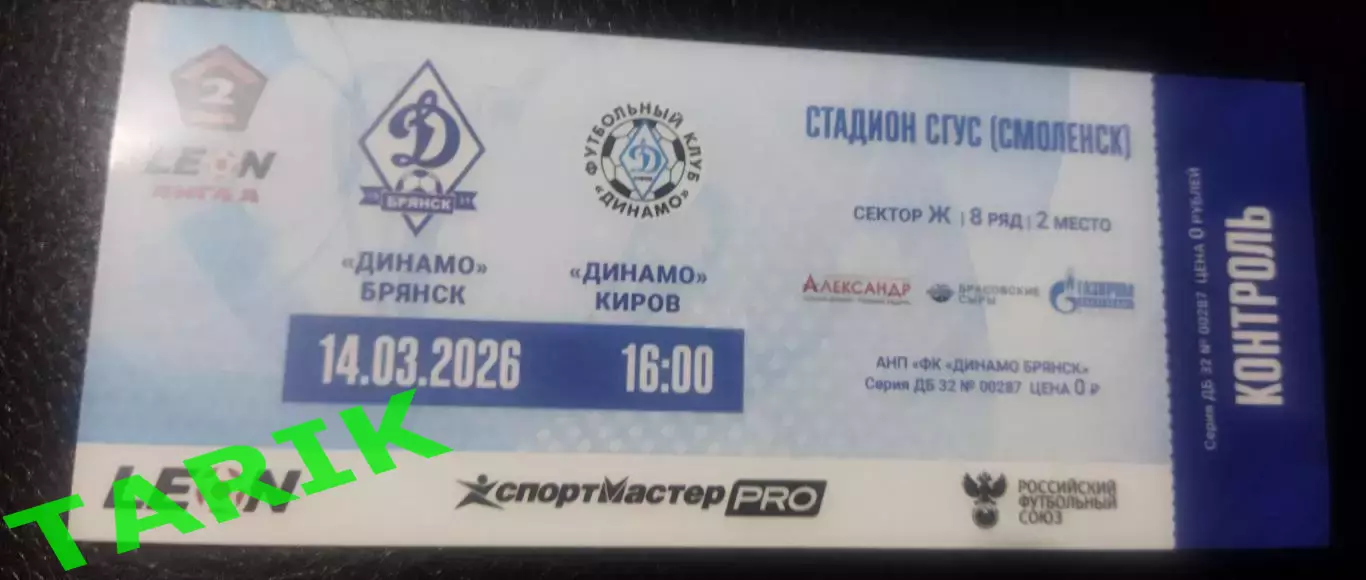 2
LEON
ЛИГА А
БРЯНСК
ФУТБОЛЬНЫЙ КЛУБ
«ДИНАМО»
«ДИНАМО»
БРЯНСК
«ДИНАМО»
КИРОВ
14.03.2026
16:00
СТАДИОН СГУС (СМОЛЕНСК)
СЕКТОР Ж | 8 РЯД | 2 МЕСТО
АЛЕКСАНДР
БРАСОВСКИЕ
СЫРЫ
ГАЗПРОМ
АНП «ФК «ДИНАМО БРЯНСК»
Серия ДБ 32 № 00287 ЦЕНА 0 ₽
Серия ДБ 32 № 00287 ЦЕНА 0 РУБЛЕЙ
КОНТРОЛЬ
LEON
СПОРТМАСТЕР PRO
РОССИЙСКИЙ
ФУТБОЛЬНЫЙ
СОЮЗ
TARIK